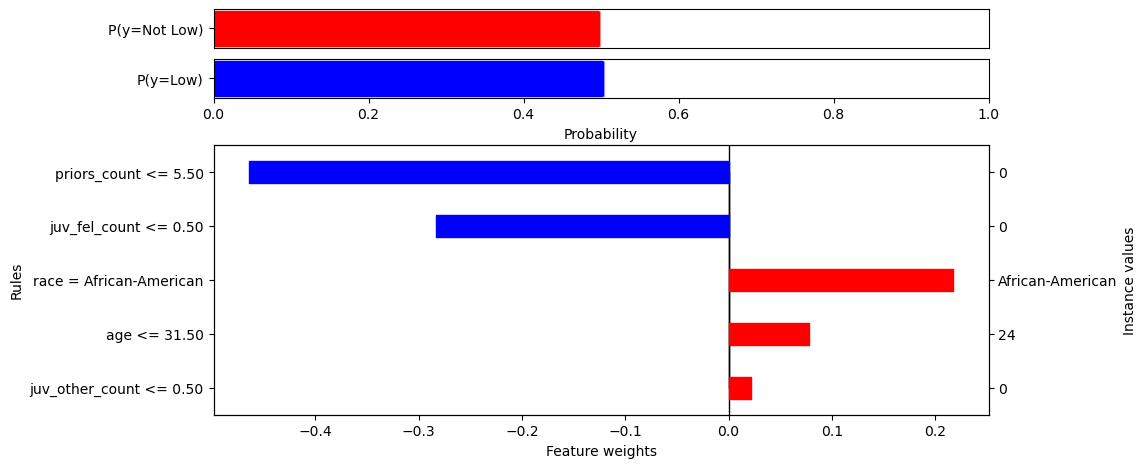 P(y=Not Low)
P(y=Low)
0.0 0.2 0.4 0.6 0.8 1.0
Probability
priors_count <= 5.50 0
juv_fel_count <= 0.50 0
race = African-American African-American
age <= 31.50 24
juv_other_count <= 0.50 0
Rules
Instance values
−0.4 −0.3 −0.2 −0.1 0.0 0.1 0.2
Feature weights